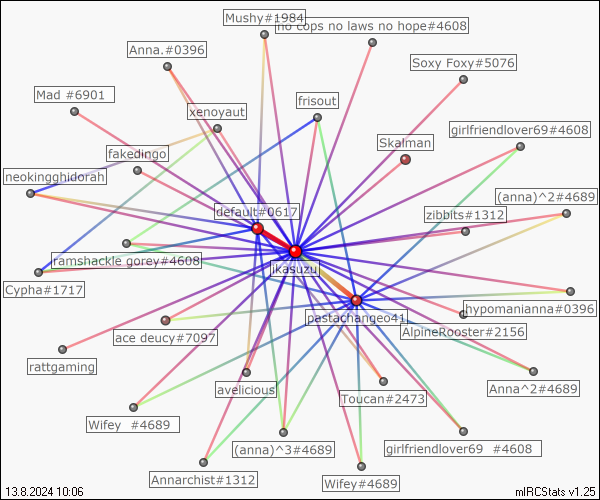 Mushy#1984
no cops no laws no hope#4608
Anna.#0396
Soxy Foxy#5076
Mad #6901
frisout
xenoyaut
girlfriendlover69#4608
Skalman
fakedingo
neokingghidorah
(anna)^2#4689
default#0617
zibbits#1312
ramshackle gorey#4608
jkasuzu
Cypha#1717
hypomanianna#0396
pastachangeo41
AlpineRooster#2156
ace deucy#7097
rattgaming
avelicious
Anna^2#4689
Toucan#2473
Wifey #4689
(anna)^3#4689
girlfriendlover69 #4608
Annarchist#1312
Wifey#4689
13.8.2024 10:06
mIRCStats v1.25